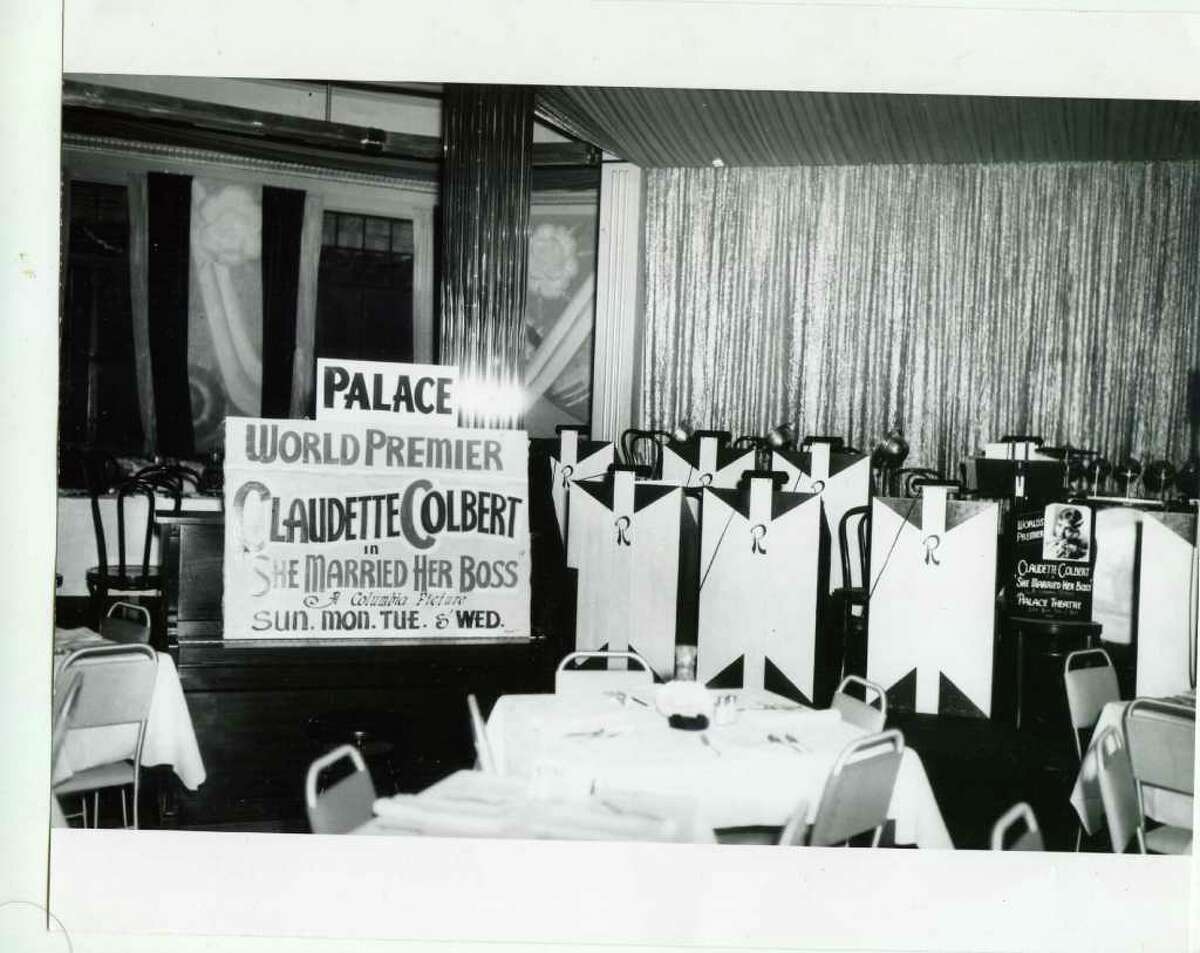 PALACE
WORLD PREMIER
CLAUDETTE COLBERT
in
SHE MARRIED HER BOSS
A Columbia Picture
SUN. MON. TUE. & WED.
R
R
R
R
R
R
WORLDS
PREMIER
CLAUDETTE COLBERT
"SHE MARRIED HER BOSS"
PALACE THEATRE